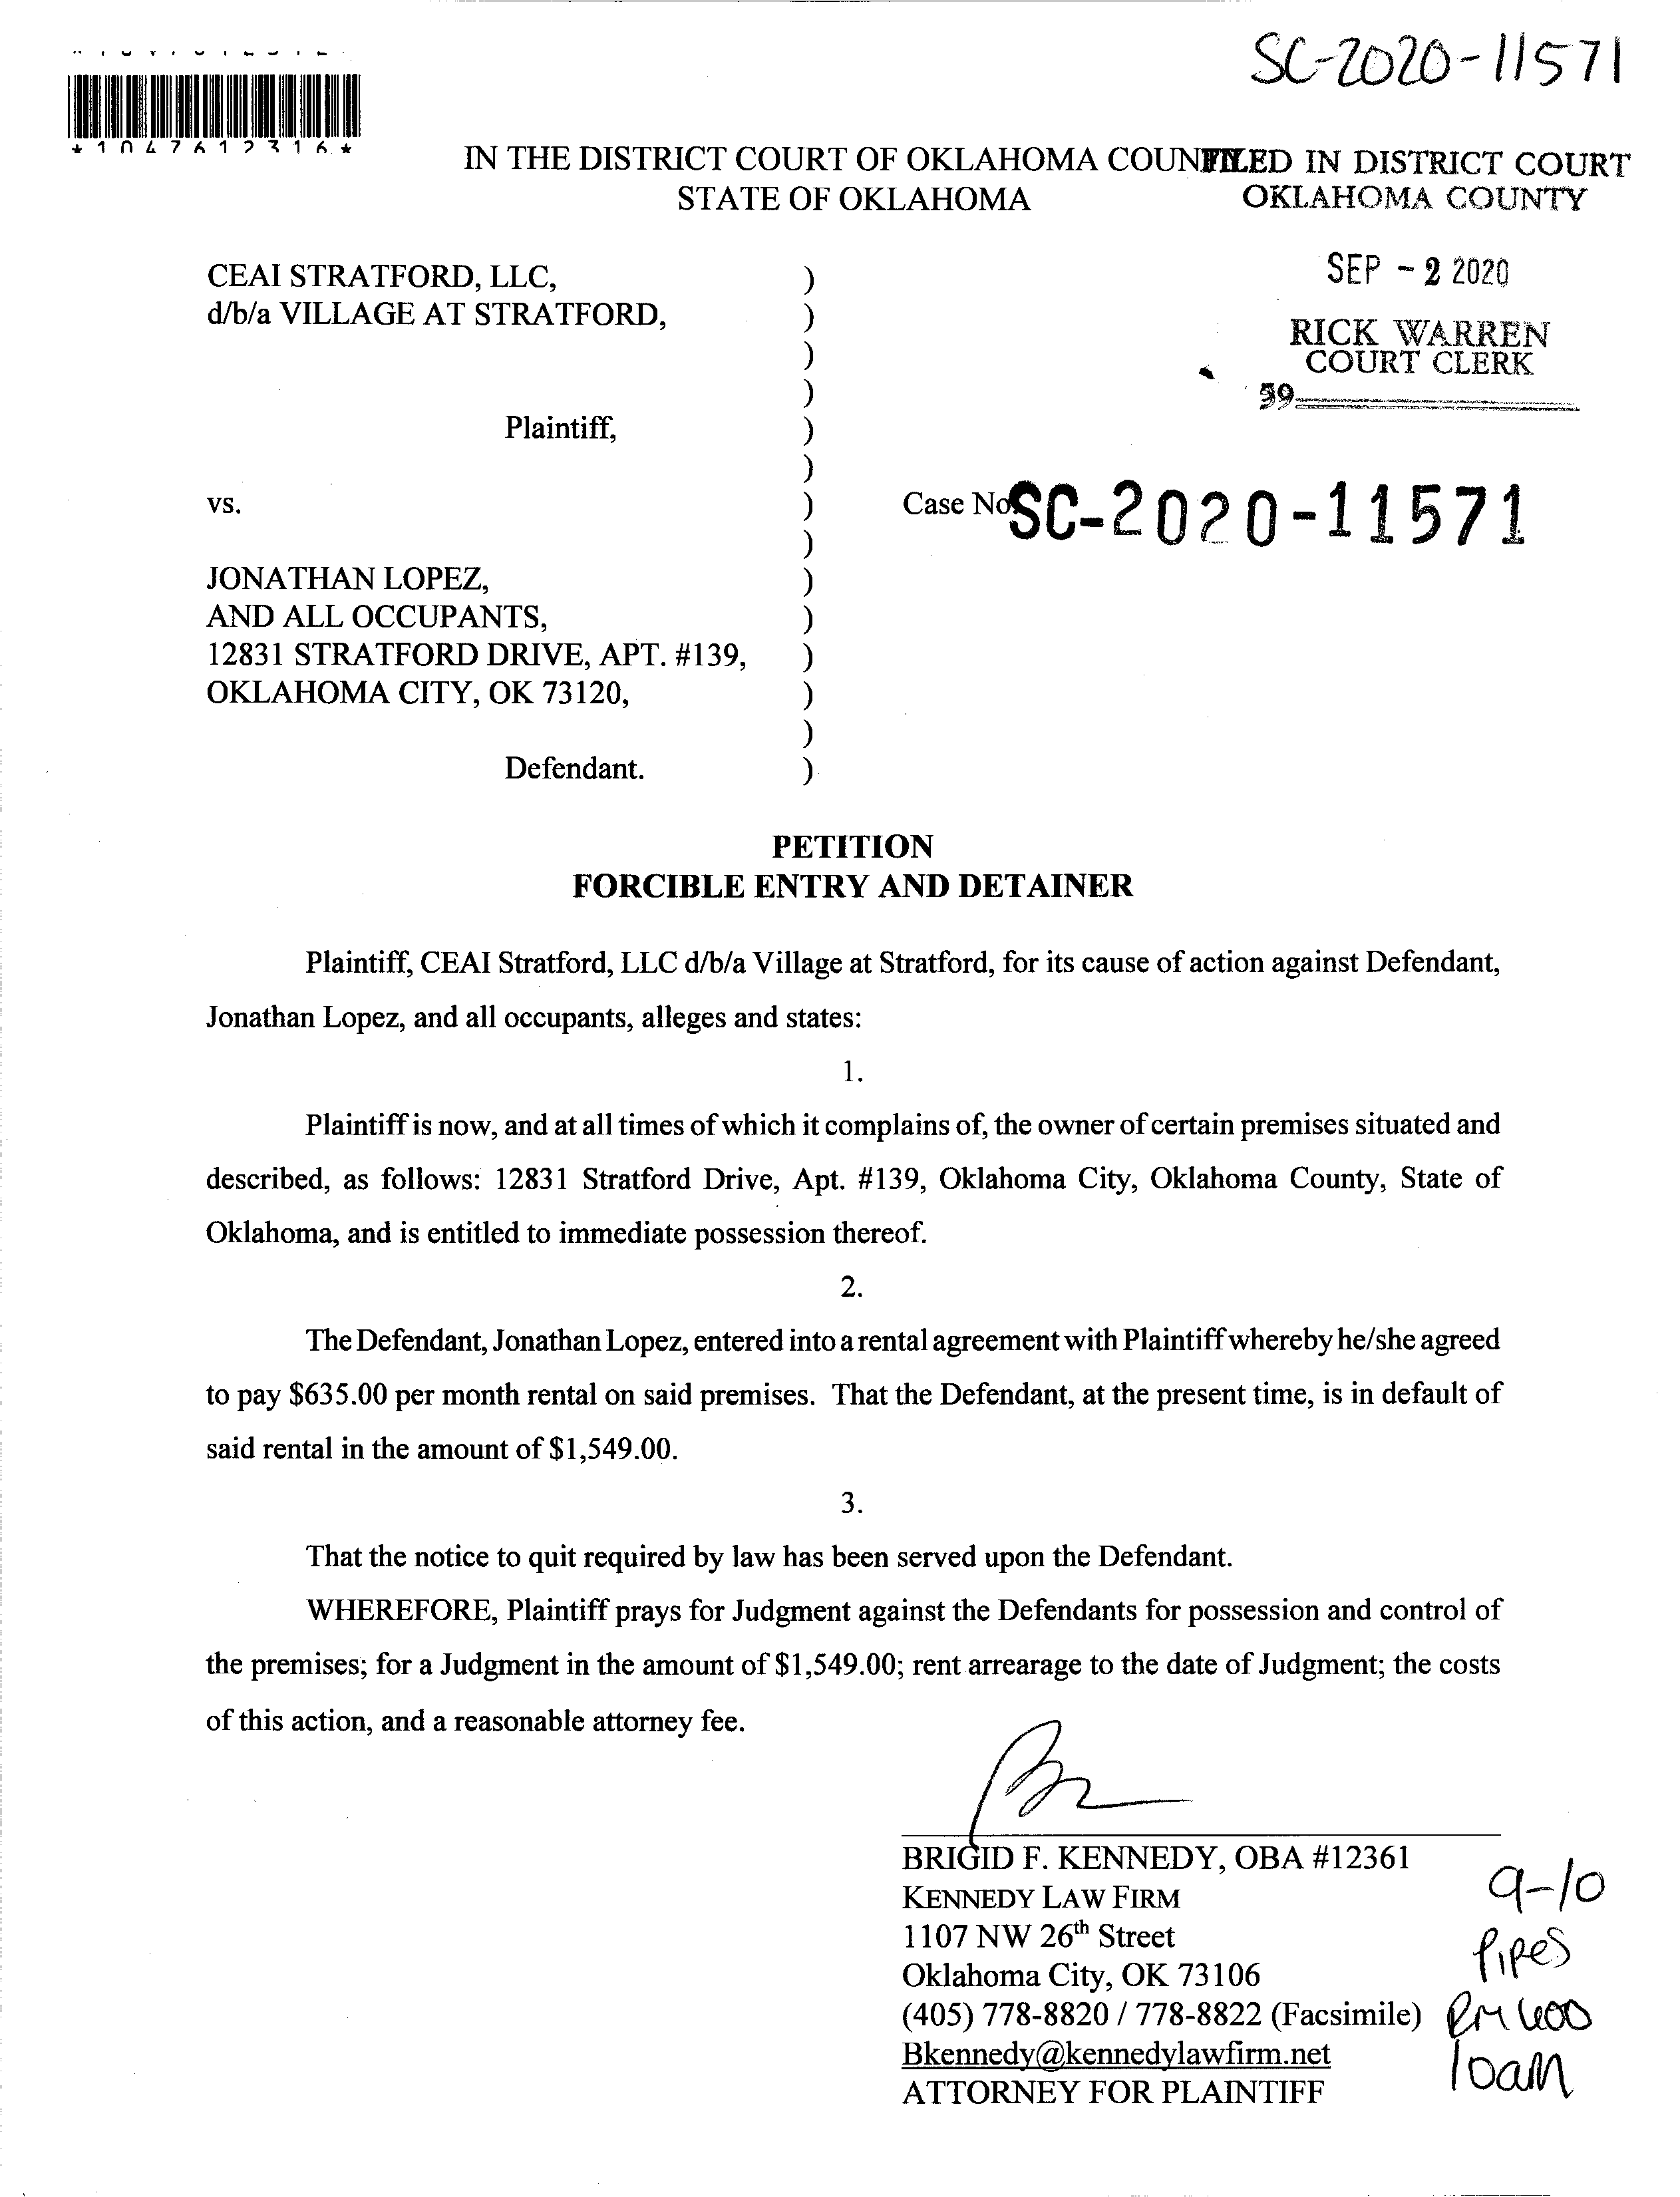 SC-2020-11571
*1047612316*
IN THE DISTRICT COURT OF OKLAHOMA COUN
FILED IN DISTRICT COURT
STATE OF OKLAHOMA
OKLAHOMA COUNTY
SEP - 2 2020
RICK WARREN
COURT CLERK
39
CEAI STRATFORD, LLC, )
d/b/a VILLAGE AT STRATFORD, )
)
)
Plaintiff, )
)
vs. ) Case No. SC-2020-11571
)
JONATHAN LOPEZ, )
AND ALL OCCUPANTS, )
12831 STRATFORD DRIVE, APT. #139, )
OKLAHOMA CITY, OK 73120, )
)
Defendant. )
PETITION
FORCIBLE ENTRY AND DETAINER
Plaintiff, CEAI Stratford, LLC d/b/a Village at Stratford, for its cause of action against Defendant,
Jonathan Lopez, and all occupants, alleges and states:
1.
Plaintiff is now, and at all times of which it complains of, the owner of certain premises situated and
described, as follows: 12831 Stratford Drive, Apt. #139, Oklahoma City, Oklahoma County, State of
Oklahoma, and is entitled to immediate possession thereof.
2.
The Defendant, Jonathan Lopez, entered into a rental agreement with Plaintiff whereby he/she agreed
to pay $635.00 per month rental on said premises. That the Defendant, at the present time, is in default of
said rental in the amount of $1,549.00.
3.
That the notice to quit required by law has been served upon the Defendant.
WHEREFORE, Plaintiff prays for Judgment against the Defendants for possession and control of
the premises; for a Judgment in the amount of $1,549.00; rent arrearage to the date of Judgment; the costs
of this action, and a reasonable attorney fee.
BRIGID F. KENNEDY, OBA #12361
KENNEDY LAW FIRM
1107 NW 26th Street
Oklahoma City, OK 73106
(405) 778-8820 / 778-8822 (Facsimile)
Bkennedy@kennedylawfirm.net
ATTORNEY FOR PLAINTIFF
9-10
Pipes
Rm 600
10am